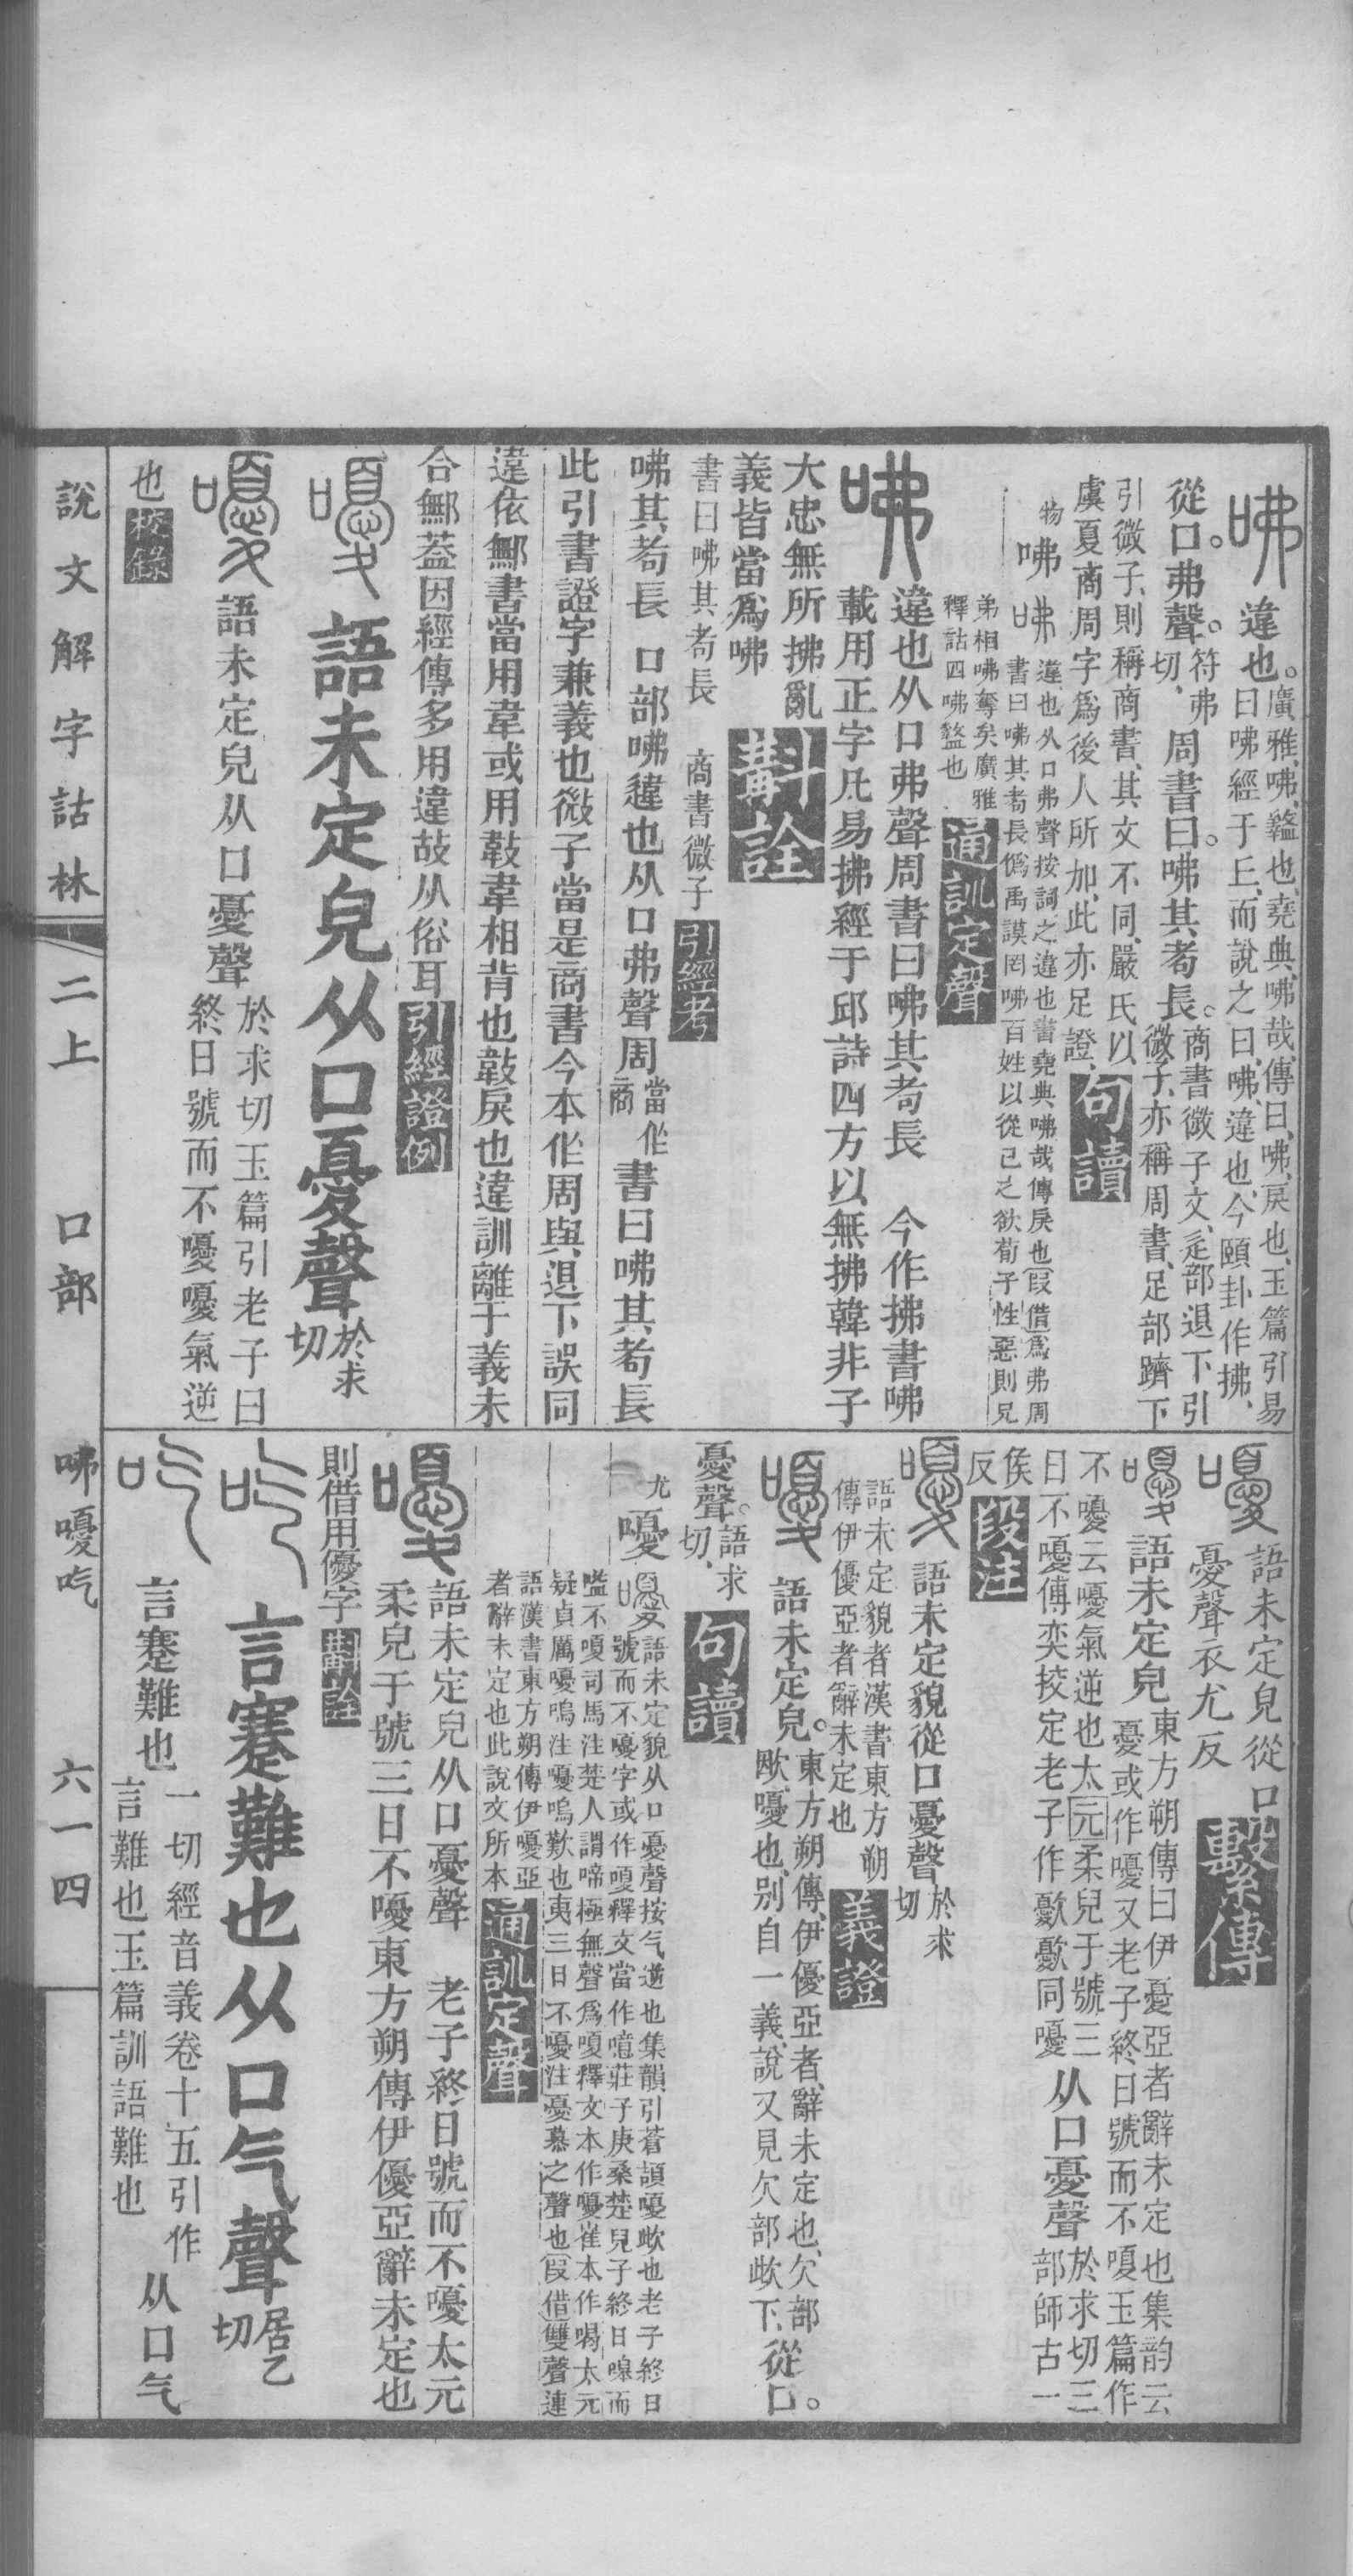 咈違也。廣雅、咈、盭也、堯典、咈哉、傳曰、咈、戾也、玉篇引易
曰咈經于丘、而說之曰、咈、違也、今頤卦作拂、
從口。弗聲。符弗切、周書曰。咈其耇長。商書微子文、辵部退下引
微子、亦稱周書、足部躋下
引微子、則稱商書、其文不同、嚴氏以
虞夏商周字爲後人所加、此亦足證、句讀
物咈 違也从口弗聲按詞之違也書堯典咈哉傳戾也叚借爲弗周
書曰咈其耇長僞禹謨罔咈百姓以從己之欲荀子性惡則兄
弟相咈奪矣廣雅
釋詁四咈盭也 通訓定聲
咈 違也从口弗聲周書曰咈其耇長 今作拂書咈
載用正字凡易拂經于邱詩四方以無拂韓非子
大忠無所拂亂
義皆當爲咈 斠詮
書曰咈其耇長 商書微子 引經考
咈其耇長 口部咈違也从口弗聲周當作商書曰咈其耇長
此引書證字兼義也微子當是商書今本作周與退下誤同
違依鄦書當用韋或用㪍韋相背也㪍戾也違訓離于義未
合鄦葢因經傳多用違故从俗耳 引經證例
嚘 語未定皃从口憂聲於求切
嚘 語未定皃从口憂聲於求切玉篇引老子曰
終日號而不嚘嚘氣逆
也 校錄
嚘 語未定皃從口
憂聲衣尤反 繫傳
嚘 語未定皃東方朔傳曰伊憂亞者辭未定也集韵云
憂或作嚘又老子終日號而不嗄玉篇作
不嚘云嚘氣逆也太元柔兒于號三
日不嚘傅奕挍定老子作歔歔同嚘 从口憂聲於求切三
部師古一
侯
反 段注
嚘 語未定貌從口憂聲於求切
語未定貌者漢書東方朔
傳伊優亞者辭未定也 義證
嚘 語未定皃。東方朔傳、伊優亞者、辭未定也、欠部
歐、嚘也、別自一義、說又見欠部欭下、從口。
憂聲。語求切、 句讀
尤嚘 語未定貌从口憂聲按气逆也集韻引蒼頡嚘欭也老子終日
號而不嚘字或作嗄釋文當作噫莊子庚桑楚兒子終日嘷而
嗌不嗄司馬注楚人謂啼極無聲爲嗄釋文本作嚘崔本作喝太元
疑貞厲嚘鳴注嚘鳴歎也夷三日不嚘注憂慕之聲也叚借雙聲連
語漢書東方朔傳伊嚘亞
者辭未定也此說文所本 通訓定聲
嚘 語未定皃从口憂聲 老子終日號而不嚘太元
柔兒于號三日不嚘東方朔傳伊優亞辭未定也
則借用優字 斠詮
吃 言蹇難也从口气聲居乙切
吃 言蹇難也一切經音義卷十五引作
言難也玉篇訓語難也 从口气
說文解字詁林 二上 口部 咈嚘吃 六一四